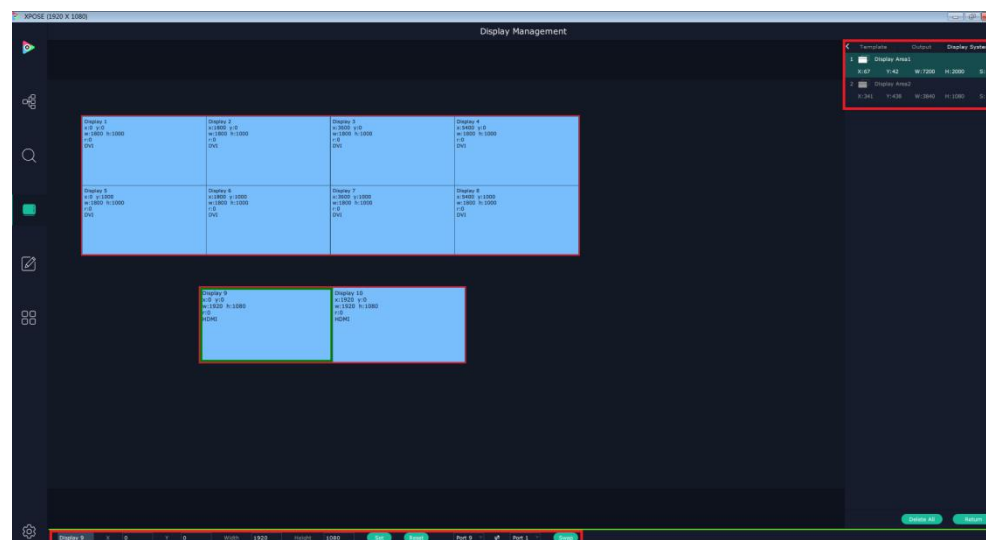 XPOSE (1920 X 1080)
Display Management
Template Output Display System
1 Display Area1
X:67 Y:42 W:7200 H:2000 S:
2 Display Area2
X:341 Y:438 W:3840 H:1080 S:
Display 1
x:0 y:0
w:1800 h:1000
r:0
DVI
Display 2
x:1800 y:0
w:1800 h:1000
r:0
DVI
Display 3
x:3600 y:0
w:1800 h:1000
r:0
DVI
Display 4
x:5400 y:0
w:1800 h:1000
r:0
DVI
Display 5
x:0 y:1000
w:1800 h:1000
r:0
DVI
Display 6
x:1800 y:1000
w:1800 h:1000
r:0
DVI
Display 7
x:3600 y:1000
w:1800 h:1000
r:0
DVI
Display 8
x:5400 y:1000
w:1800 h:1000
r:0
DVI
Display 9
x:0 y:0
w:1920 h:1080
r:0
HDMI
Display 10
x:1920 y:0
w:1920 h:1080
r:0
HDMI
Delete All Return
Display 9 X 0 Y 0 Width 1920 Height 1080 Set Reset Port 9 Port 1 Swap